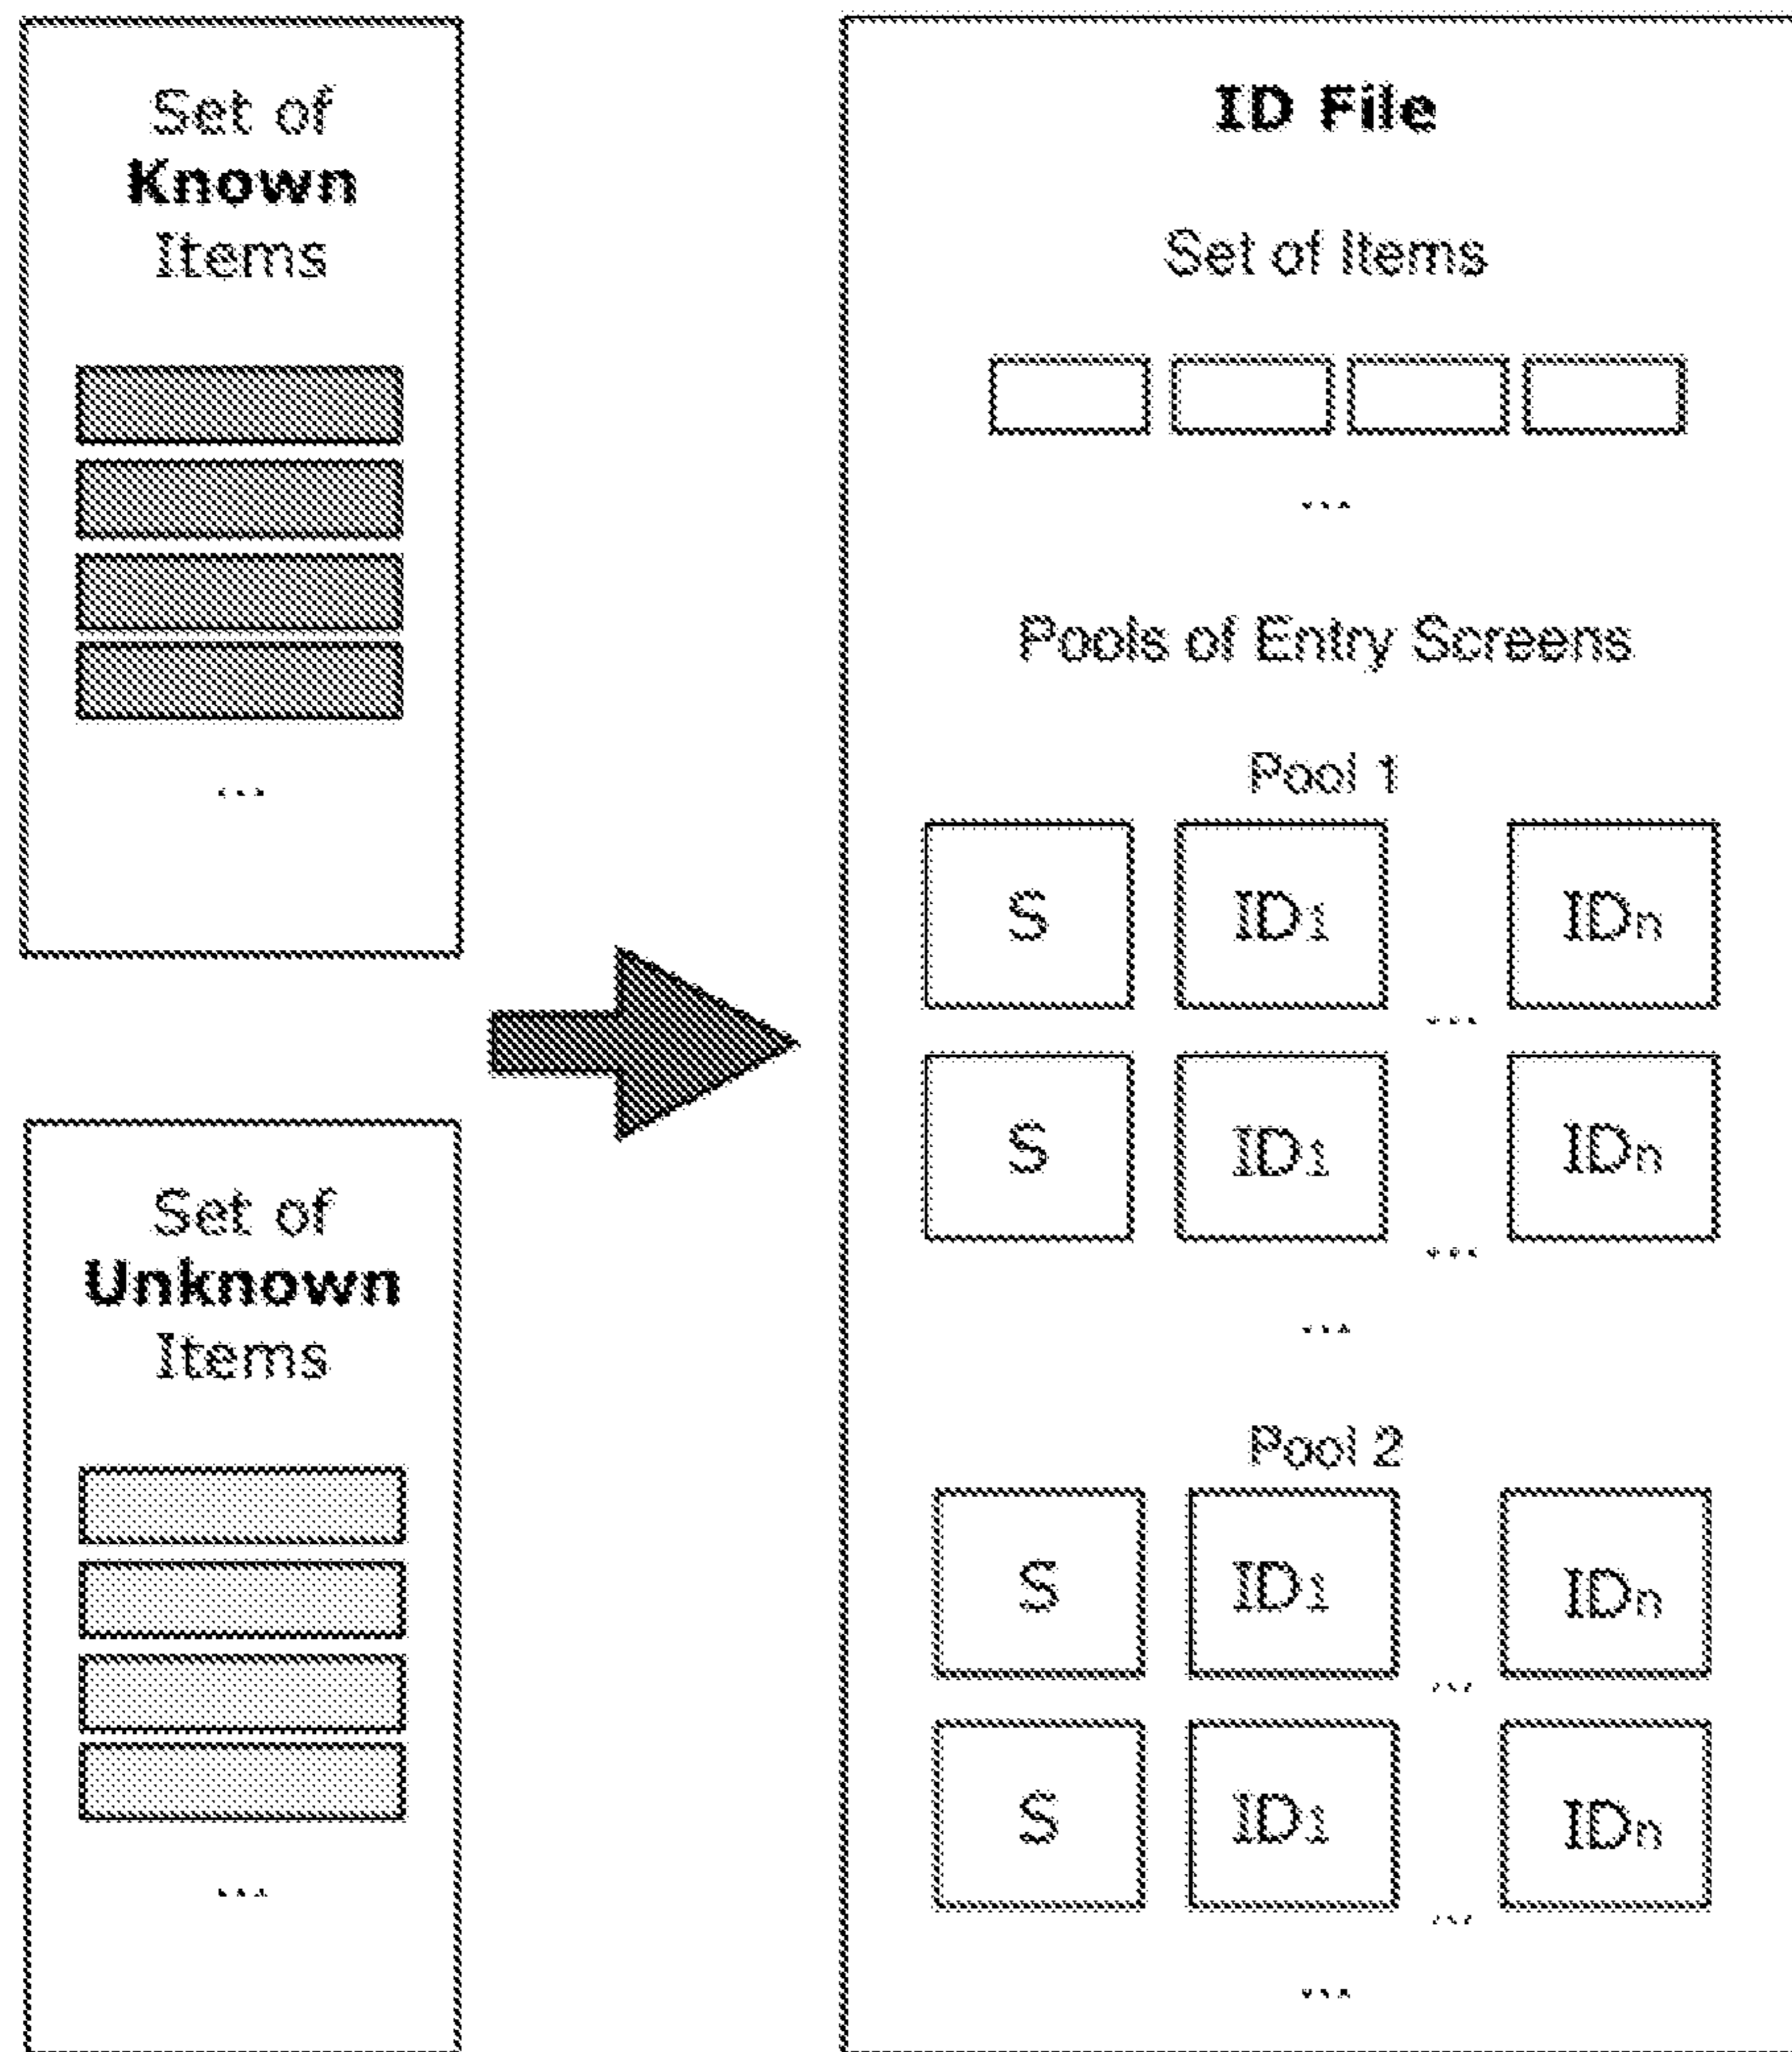 Set of
Known
Items
...
Set of
Unknown
Items
...
ID File
Set of Items
...
Pools of Entry Screens
Pool 1
S ID1 ... IDn
S ID1 ... IDn
...
Pool 2
S ID1 ... IDn
S ID1 ... IDn
...